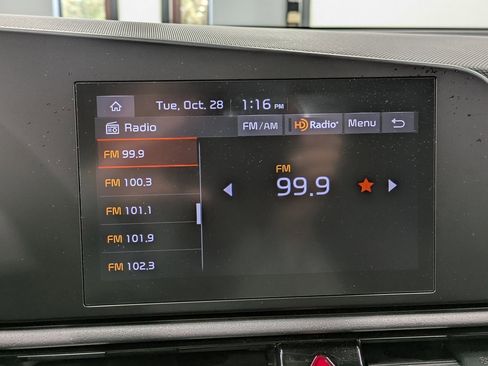 Tue, Oct. 28 1:16 PM
Radio FM/AM HD Radio Menu
FM 99.9
FM 100.3
FM 101.1
FM 101.9
FM 102.3
FM
99.9